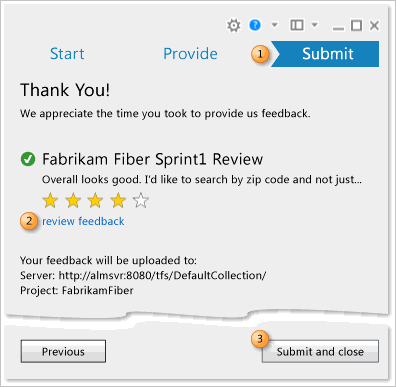 Start
Provide
1
Submit
Thank You!
We appreciate the time you took to provide us feedback.
Fabrikam Fiber Sprint1 Review
Overall looks good. I'd like to search by zip code and not just...
2
review feedback
Your feedback will be uploaded to:
Server: http://almsvr:8080/tfs/DefaultCollection/
Project: FabrikamFiber
Previous
3
Submit and close